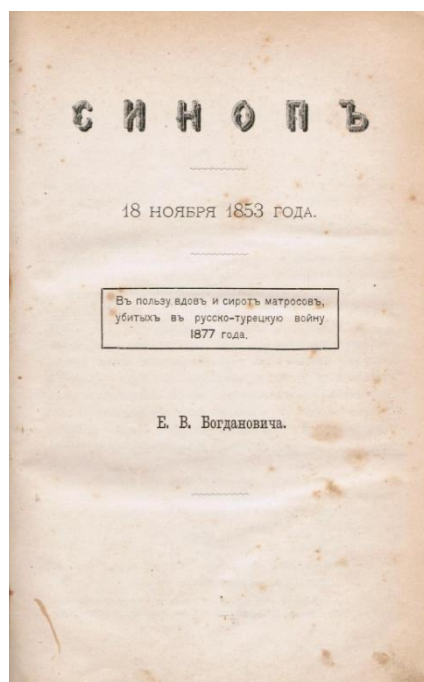 СИНОПЪ
18 НОЯБРЯ 1853 ГОДА.
Въ пользу вдовъ и сиротъ матросовъ,
убитыхъ въ русско-турецкую войну
1877 года.
Е. В. Богдановича.